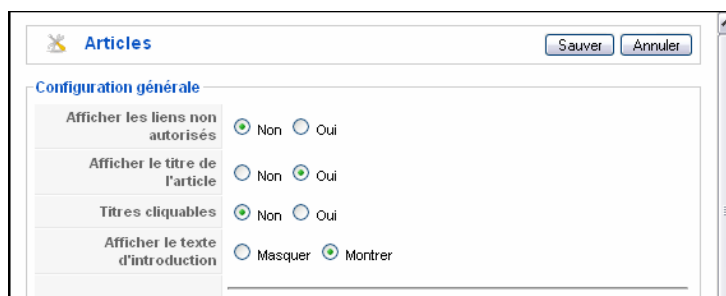 Articles Sauver Annuler
Configuration générale
Afficher les liens non
autorisés Non Oui
Afficher le titre de
l'article Non Oui
Titres cliquables Non Oui
Afficher le texte
d'introduction Masquer Montrer